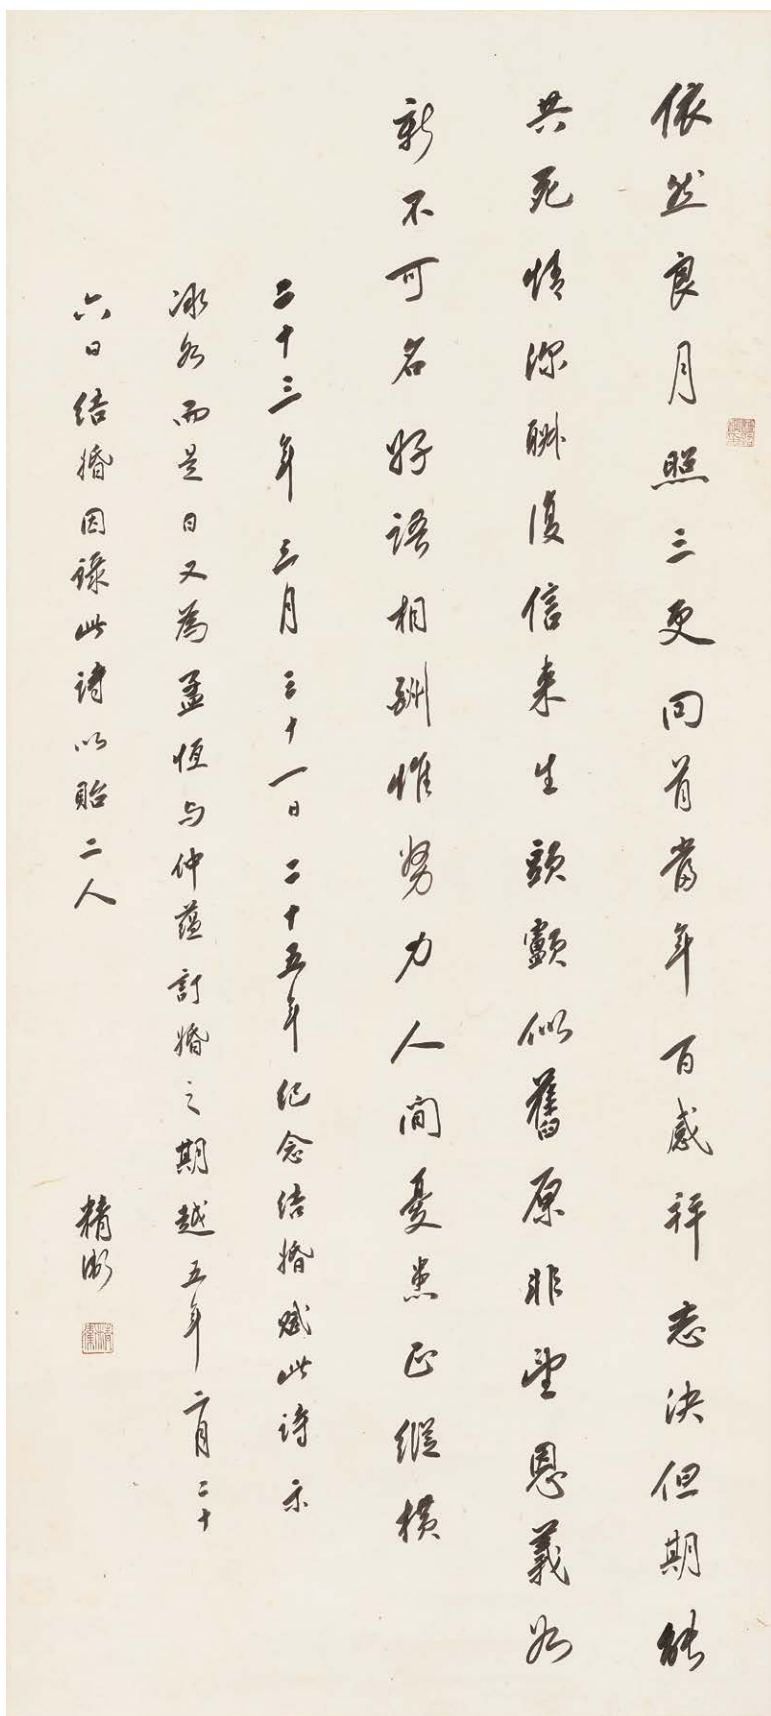 依然良月照三更回首當年百感并志決但期能
共死情深聊復信來生頭顱似舊原非望恩義如
新不可名好語相酬惟努力人間憂患正縱橫
二十三年三月三十一日二十五年紀念結婚賦此詩示
冰如而是日又為孟恆與仲蘊訂婚之期越五年二月二十
六日結婚因錄此詩以貽二人
精衛